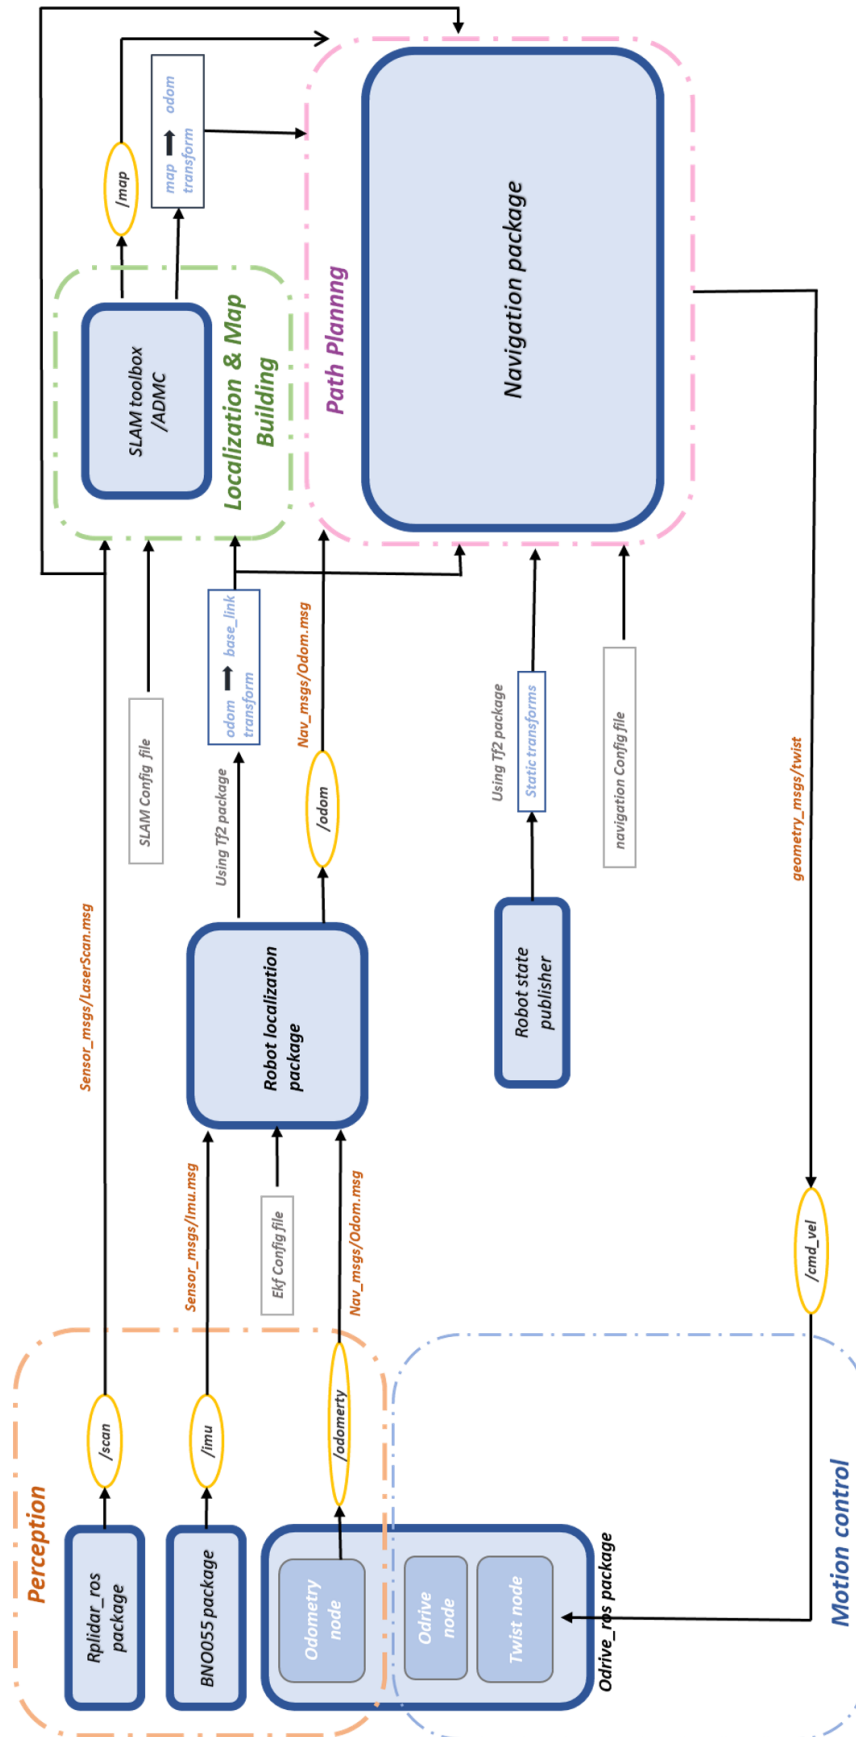 Perception
Rplidar_ros
package
/scan
Sensor_msgs/LaserScan.msg
BNO055 package
/imu
Sensor_msgs/Imu.msg
Odometry
node
/odomerty
Nav_msgs/Odom.msg
Odrive
node
Twist node
Odrive_ros package
Motion control
Ekf Config file
Robot localization
package
Using Tf2 package
odom ➡ base_link
transform
/odom
Nav_msgs/Odom.msg
SLAM Config file
Robot state
publisher
Using Tf2 package
Static transforms
navigation Config file
SLAM toolbox
/ADMC
Localization & Map
Building
/map
map ➡ odom
transform
Path Plannng
Navigation package
geometry_msgs/twist
/cmd_vel